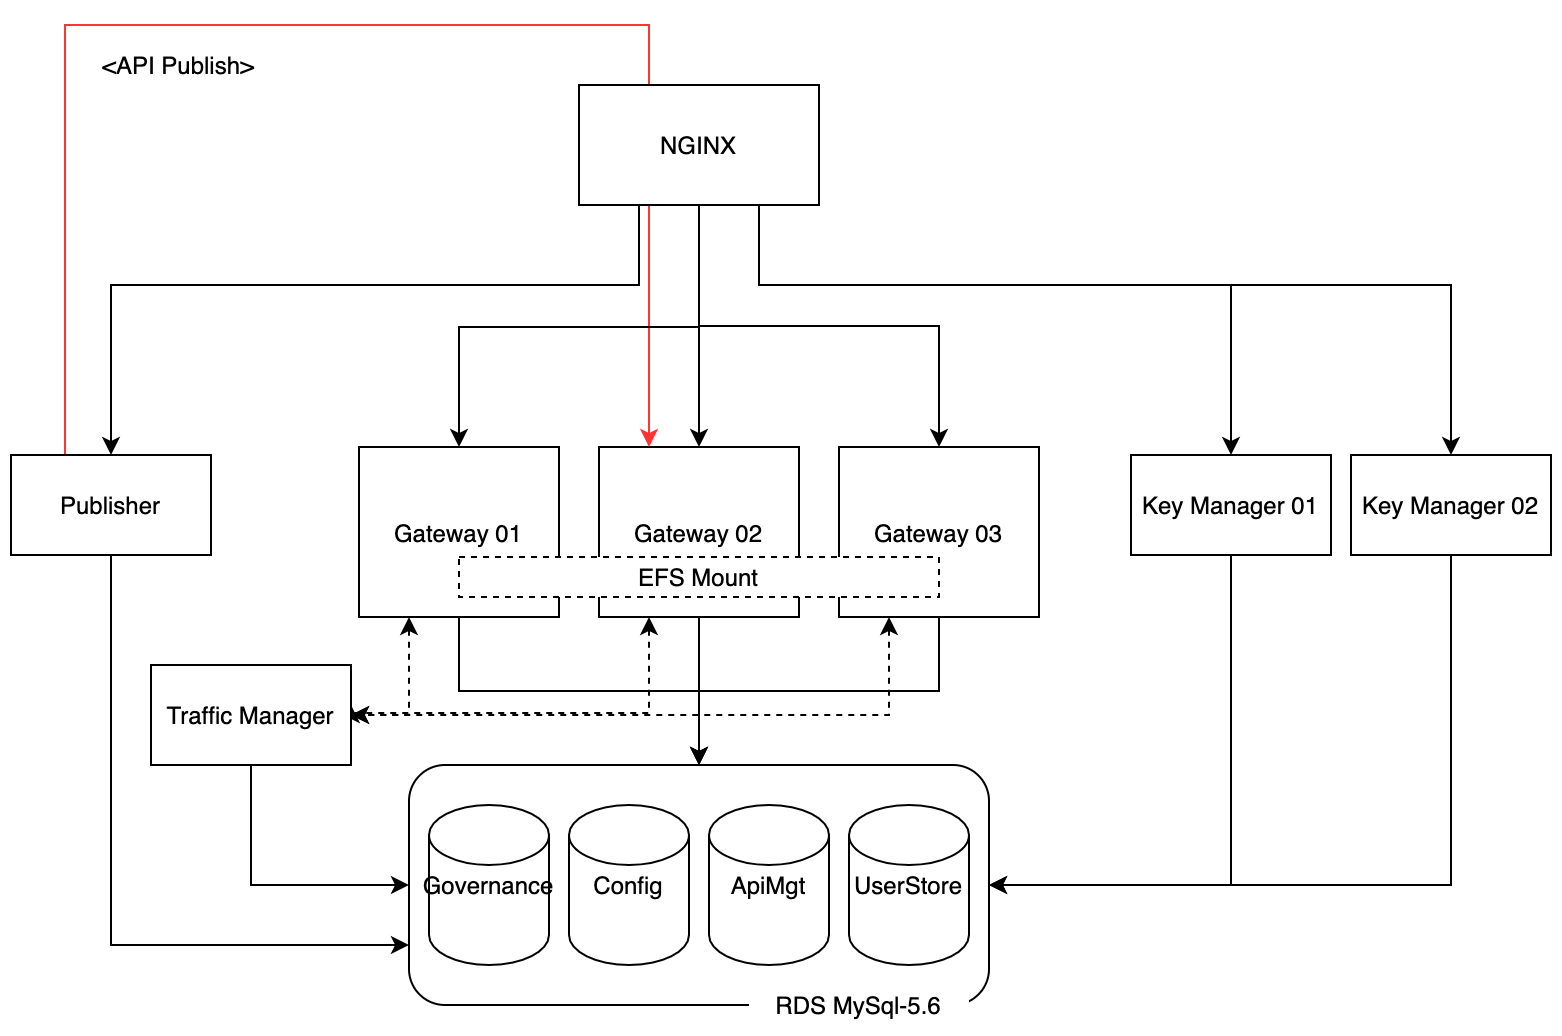 <API Publish>
NGINX
Publisher
Gateway 01
Gateway 02
Gateway 03
Key Manager 01
Key Manager 02
EFS Mount
Traffic Manager
Governance
Config
ApiMgt
UserStore
RDS MySql-5.6